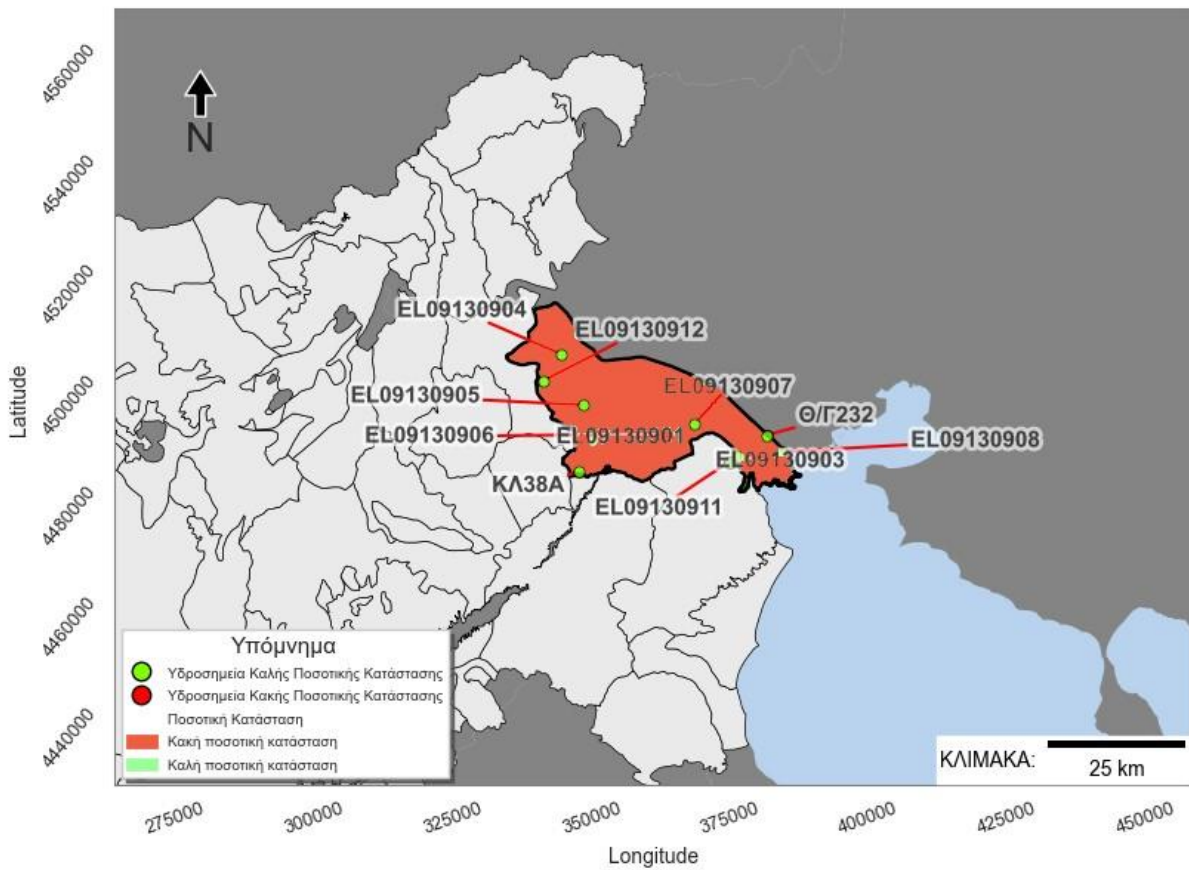 4560000
4540000
4520000
4500000
4480000
4460000
4440000
Latitude
N
EL09130904
EL09130912
EL09130905
EL09130907
Θ/Γ232
EL09130906
EL09130901
EL09130908
EL09130903
ΚΛ38Α
EL09130911
Υπόμνημα
Υδροσημεία Καλής Ποσοτικής Κατάστασης
Υδροσημεία Κακής Ποσοτικής Κατάστασης
Ποσοτική Κατάσταση
Κακή ποσοτική κατάσταση
Καλή ποσοτική κατάσταση
ΚΛΙΜΑΚΑ:
25 km
275000
300000
325000
350000
375000
400000
425000
450000
Longitude